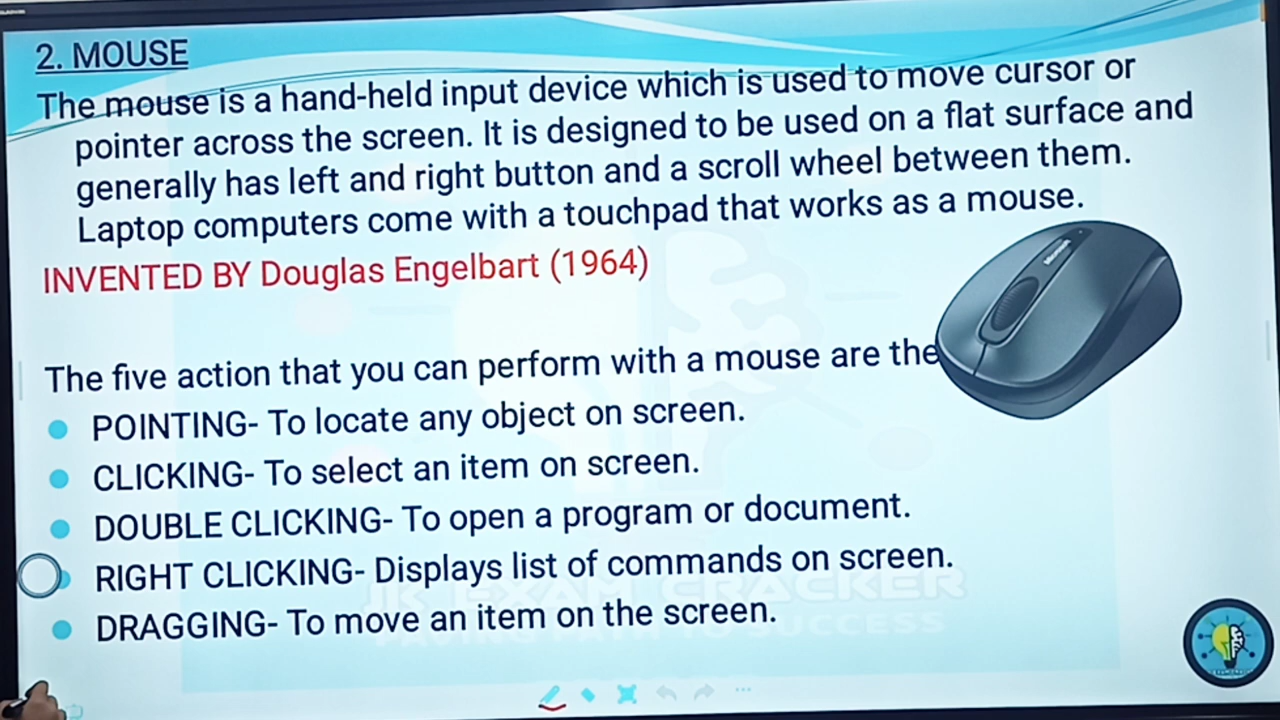 2. MOUSE
The mouse is a hand-held input device which is used to move cursor or
pointer across the screen. It is designed to be used on a flat surface and
generally has left and right button and a scroll wheel between them.
Laptop computers come with a touchpad that works as a mouse.
INVENTED BY Douglas Engelbart (1964)
Microsoft
The five action that you can perform with a mouse are the
POINTING- To locate any object on screen.
CLICKING- To select an item on screen.
DOUBLE CLICKING- To open a program or document.
RIGHT CLICKING- Displays list of commands on screen.
JK EXAM CRACKER
DRAGGING- To move an item on the screen.
SUCCESS